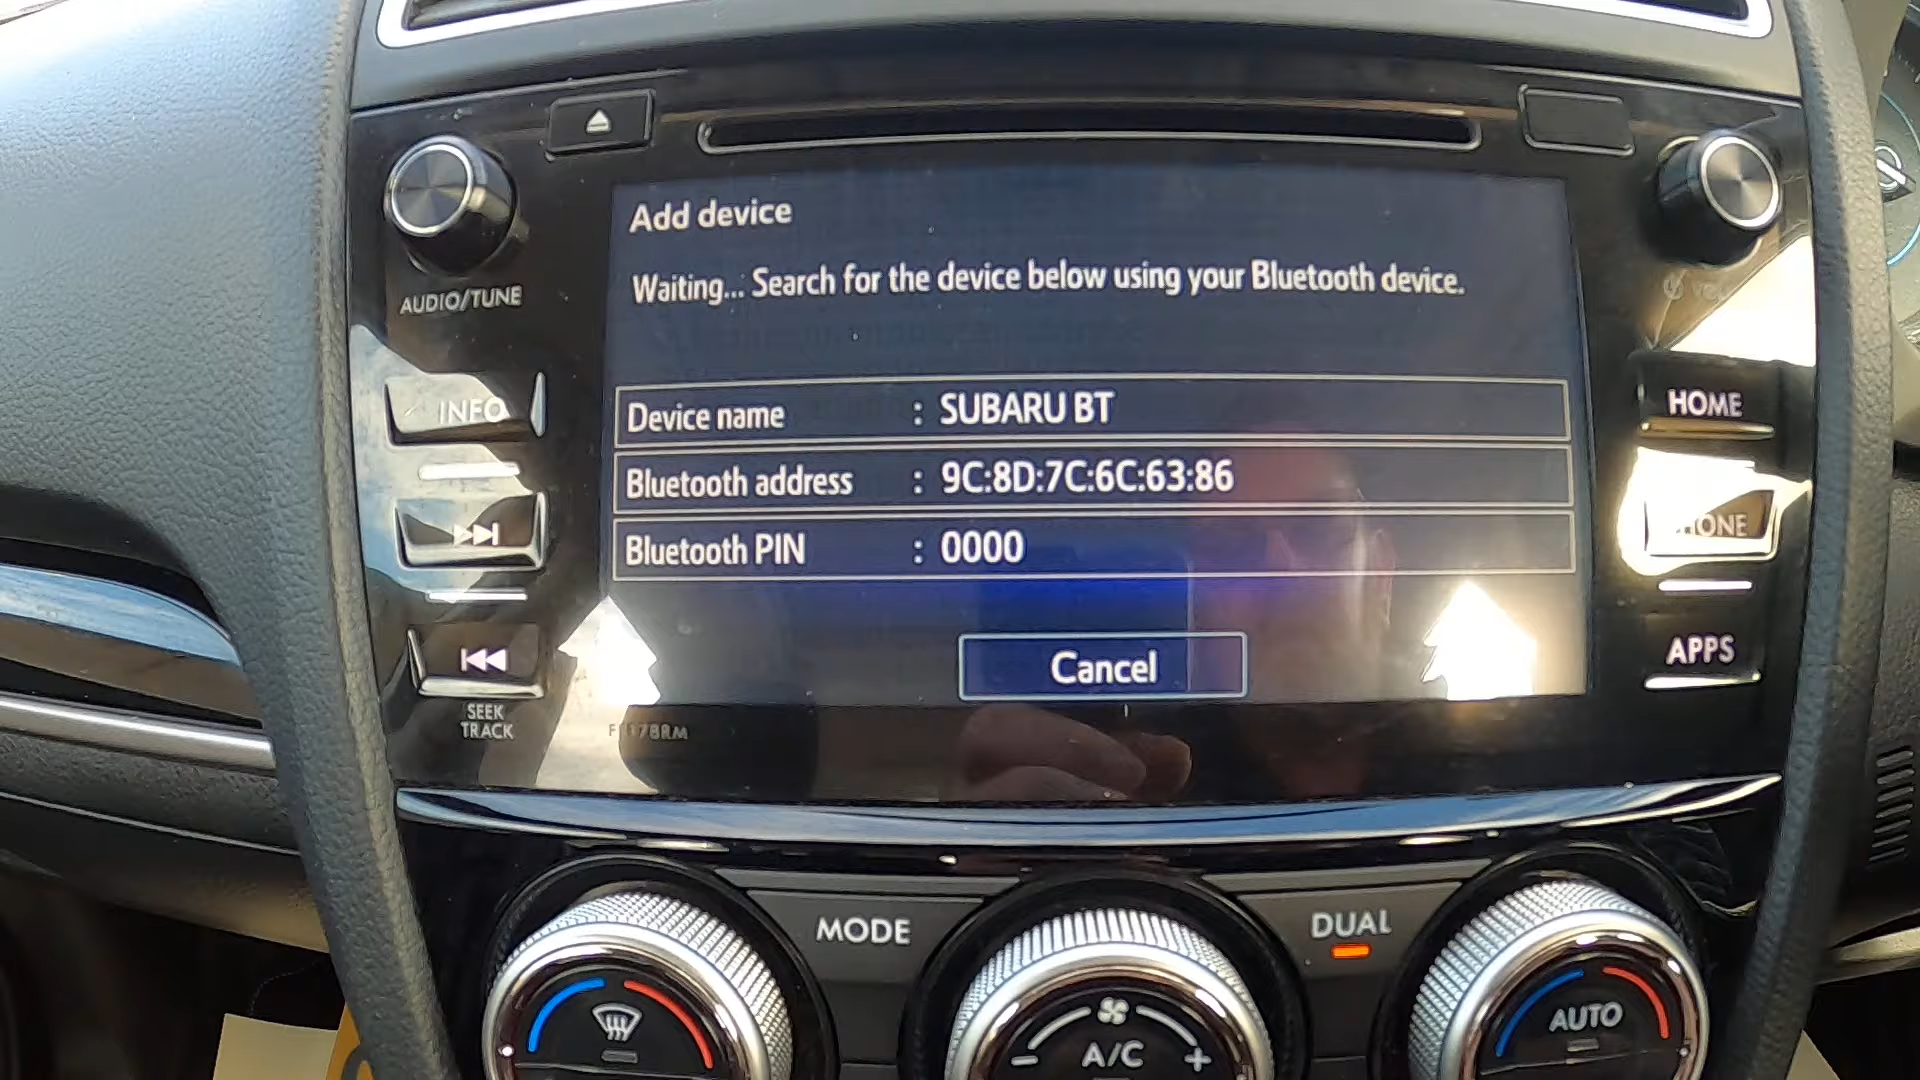 AUDIO/TUNE
Add device
Waiting... Search for the device below using your Bluetooth device.
INFO
Device name : SUBARU BT
HOME
Bluetooth address : 9C:8D:7C:6C:63:86
Bluetooth PIN : 0000
PHONE
Cancel
APPS
SEEK
TRACK
MODE
DUAL
AUTO
A/C
- +